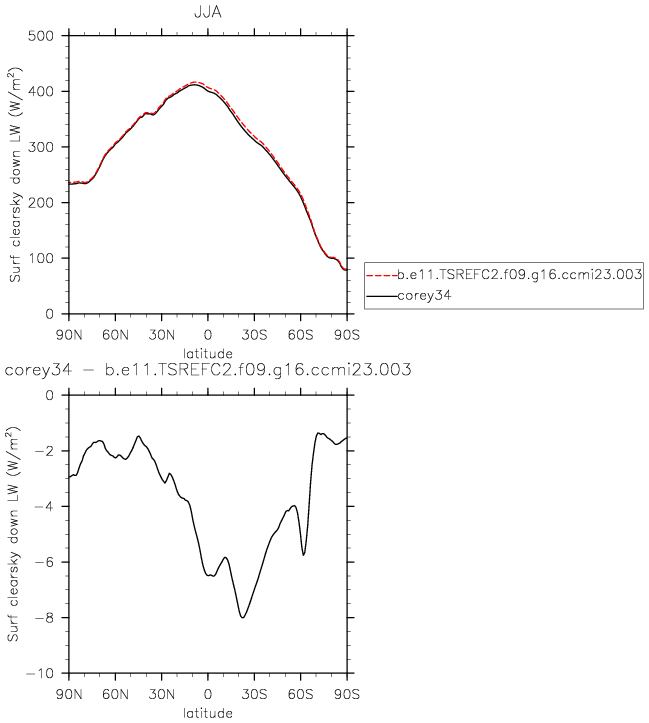 JJA
Surf clearsky down LW (W/m²)
500
400
300
200
100
0
90N 60N 30N 0 30S 60S 90S
latitude
b.e11.TSREFC2.f09.g16.ccmi23.003
corey34
corey34 − b.e11.TSREFC2.f09.g16.ccmi23.003
Surf clearsky down LW (W/m²)
0
−2
−4
−6
−8
−10
90N 60N 30N 0 30S 60S 90S
latitude